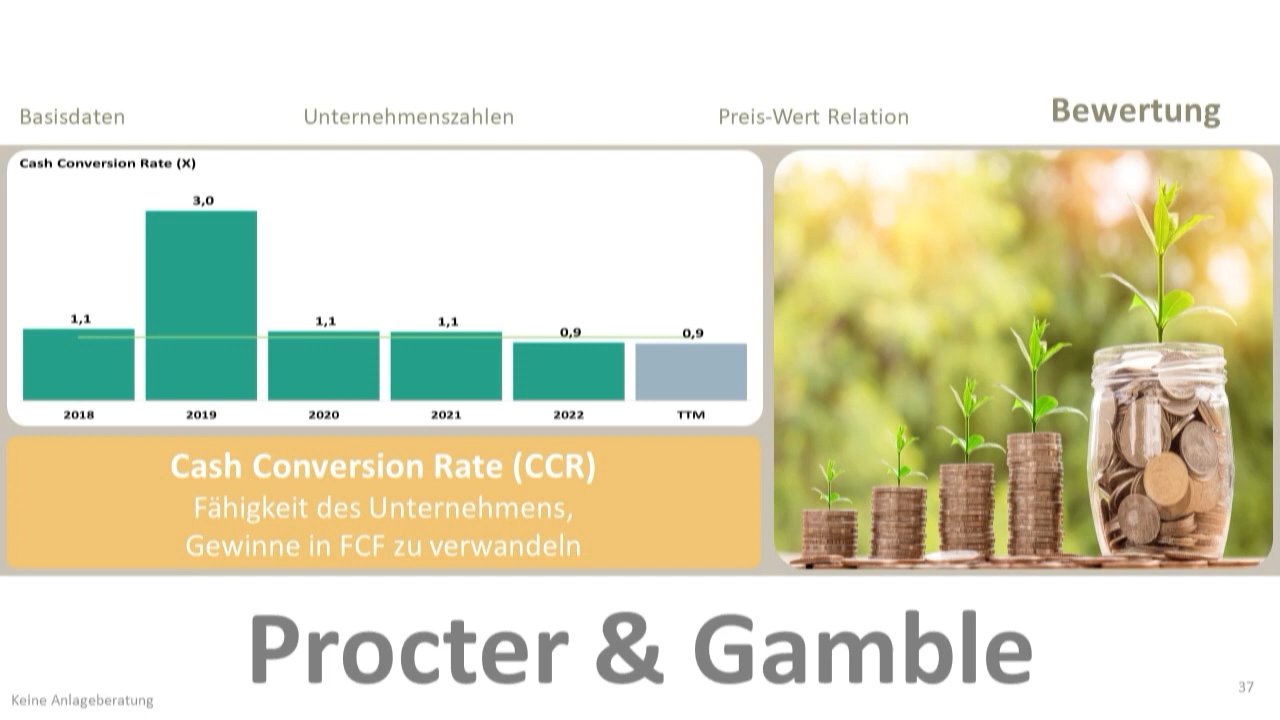 Basisdaten
Unternehmenszahlen
Preis-Wert Relation
Bewertung
Cash Conversion Rate (X)
3,0
1,1
1,1
1,1
0,9
0,9
2018
2019
2020
2021
2022
TTM
Cash Conversion Rate (CCR)
Fähigkeit des Unternehmens,
Gewinne in FCF zu verwandeln
Procter & Gamble
Keine Anlageberatung
37